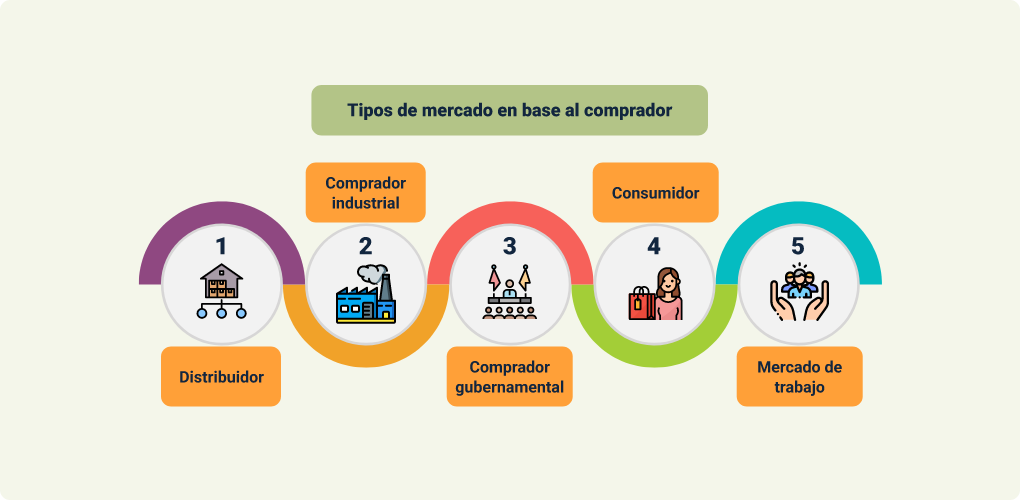 Tipos de mercado en base al comprador
1
Distribuidor
Comprador
industrial
2
3
Comprador
gubernamental
Consumidor
4
5
Mercado de
trabajo